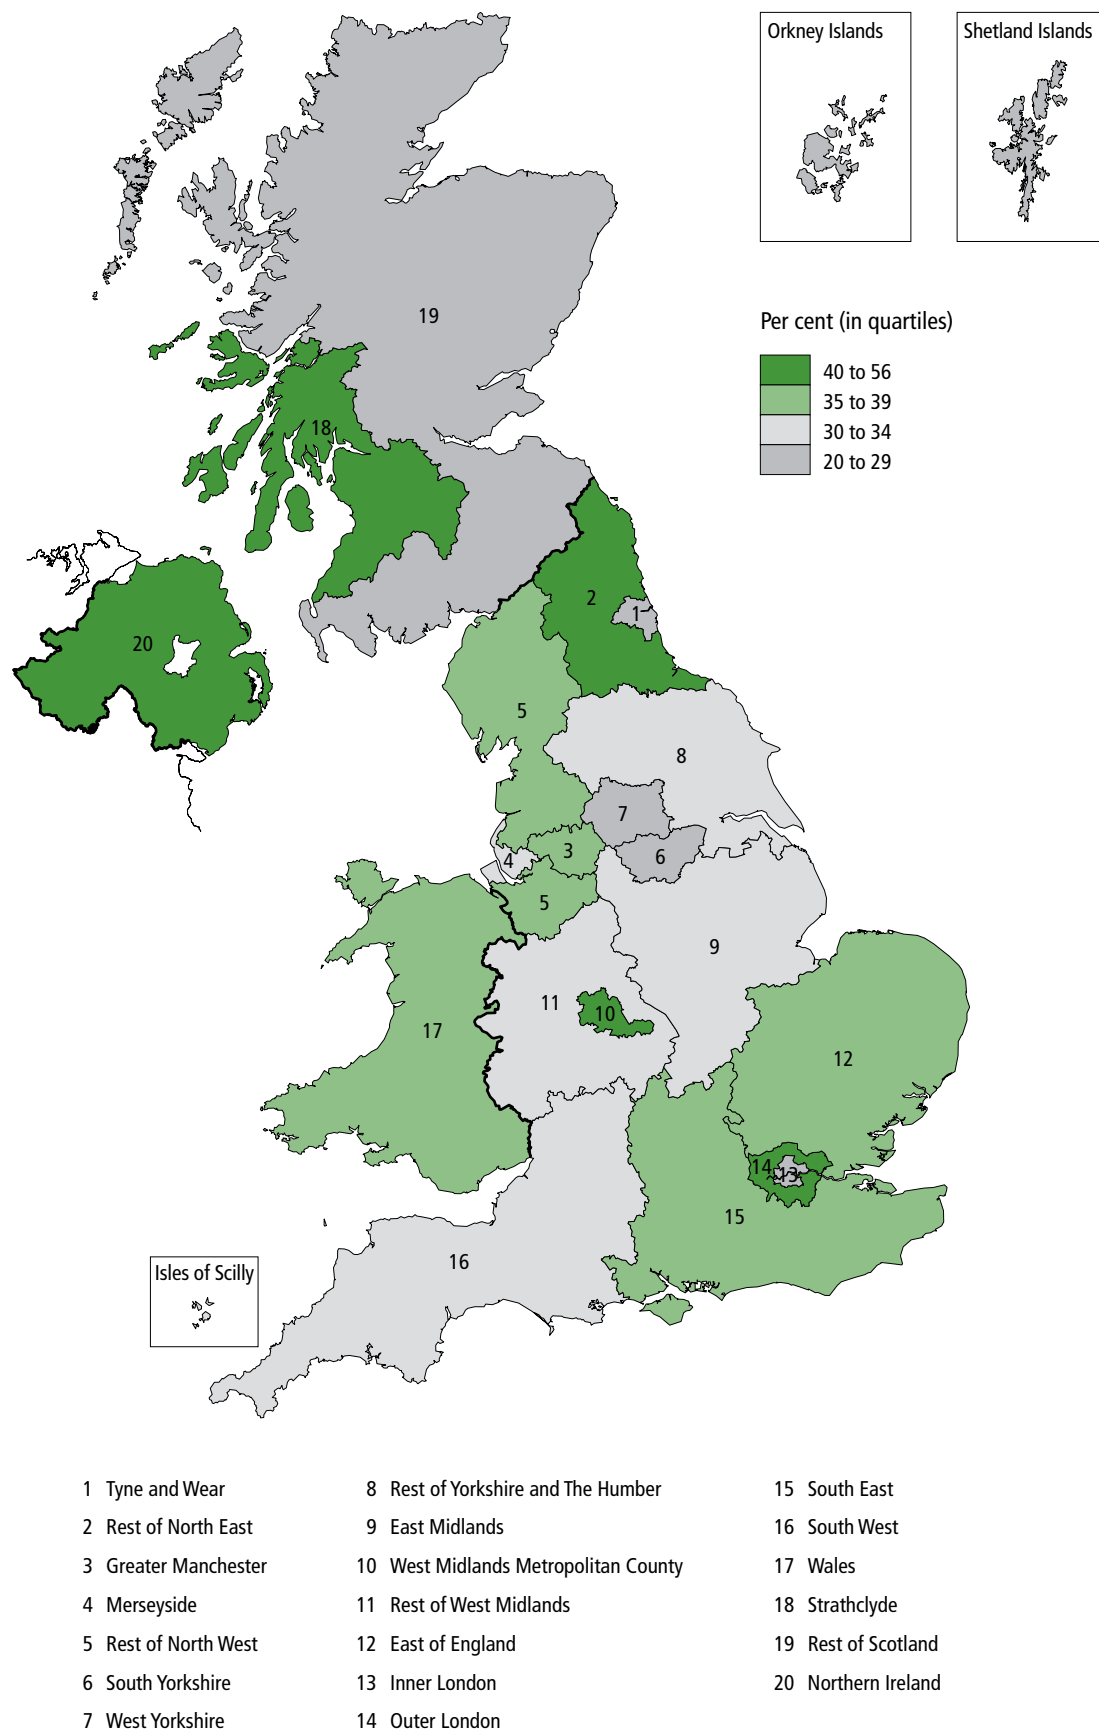 Orkney Islands
Shetland Islands
Per cent (in quartiles)
40 to 56
35 to 39
30 to 34
20 to 29
19
18
2
1
20
5
8
7
3
4
6
5
9
11
10
17
12
14
13
15
16
Isles of Scilly
1 Tyne and Wear
2 Rest of North East
3 Greater Manchester
4 Merseyside
5 Rest of North West
6 South Yorkshire
7 West Yorkshire
8 Rest of Yorkshire and The Humber
9 East Midlands
10 West Midlands Metropolitan County
11 Rest of West Midlands
12 East of England
13 Inner London
14 Outer London
15 South East
16 South West
17 Wales
18 Strathclyde
19 Rest of Scotland
20 Northern Ireland